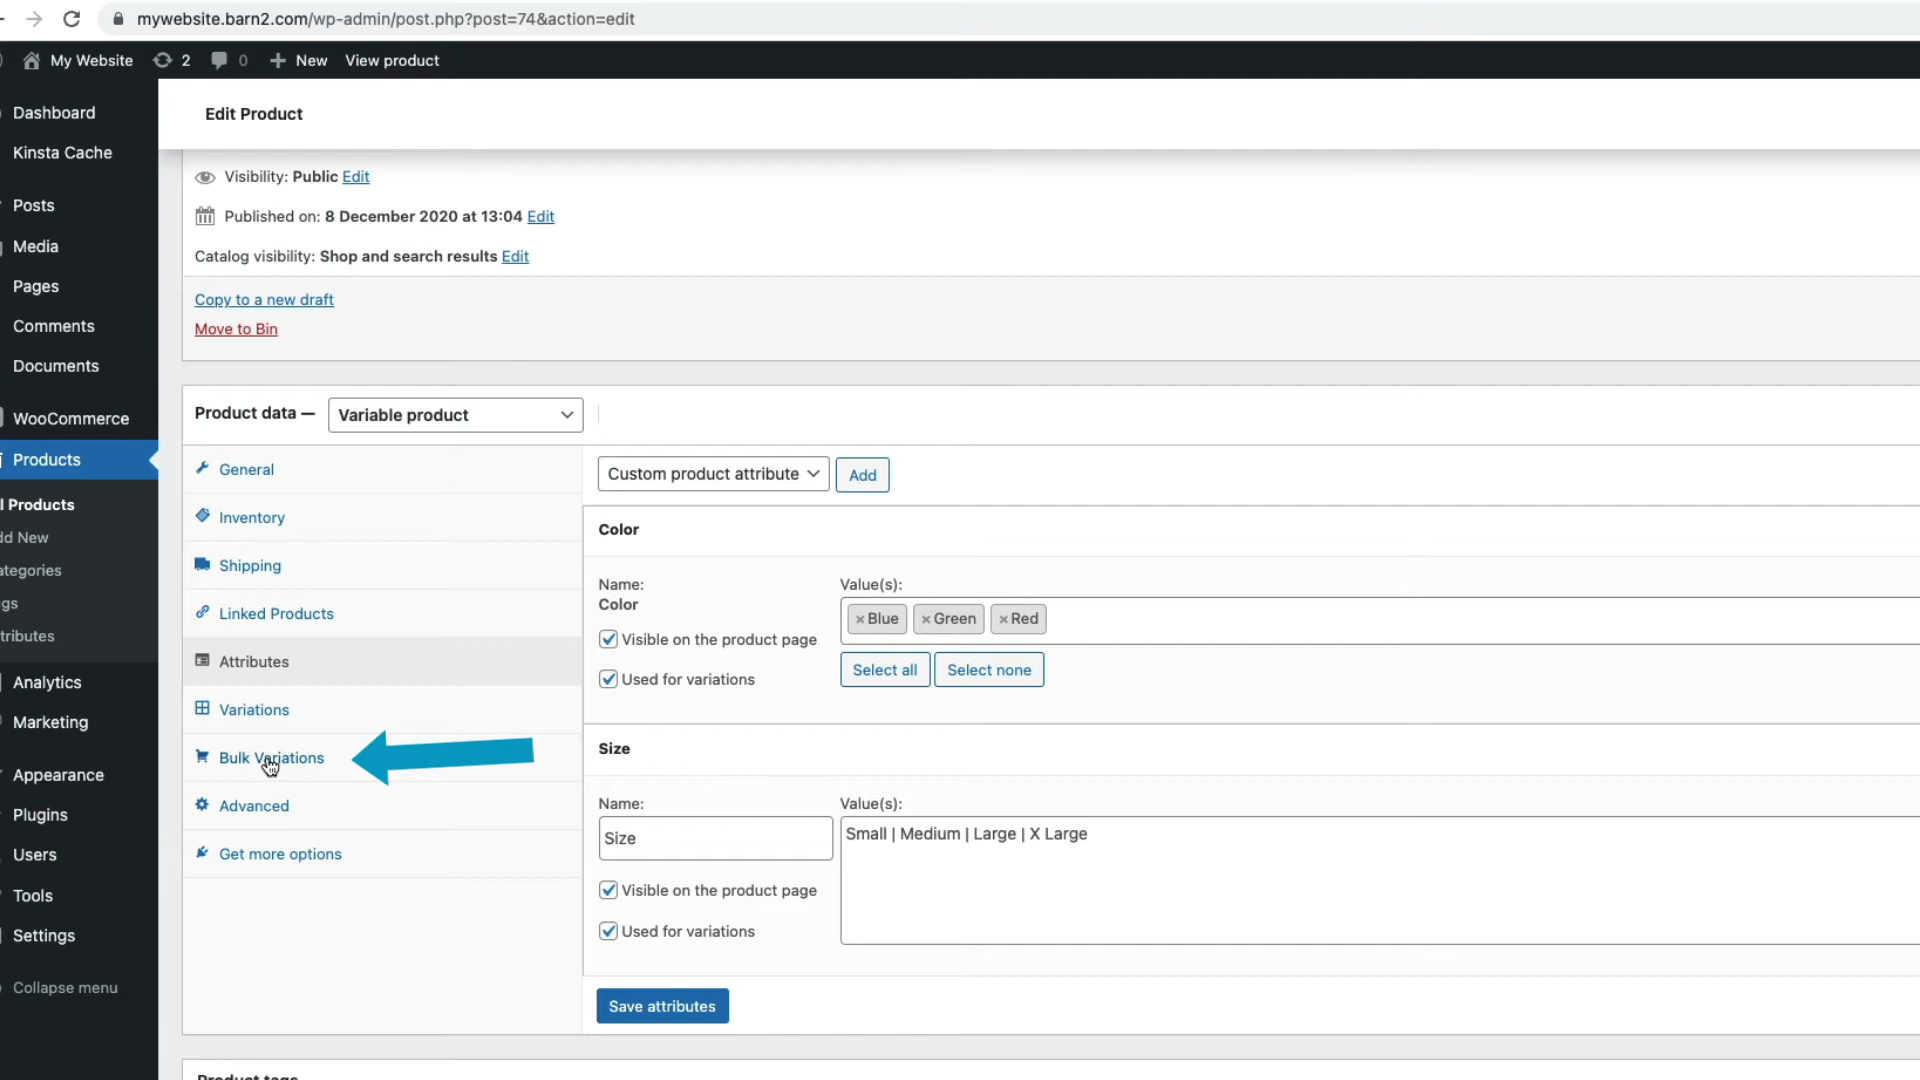 mywebsite.barn2.com/wp-admin/post.php?post=74&action=edit
My Website 2 0 New View product
Dashboard
Kinsta Cache
Posts
Media
Pages
Comments
Documents
WooCommerce
Products
l Products
dd New
ategories
gs
tributes
Analytics
Marketing
Appearance
Plugins
Users
Tools
Settings
Collapse menu
Edit Product
Visibility: Public Edit
Published on: 8 December 2020 at 13:04 Edit
Catalog visibility: Shop and search results Edit
Copy to a new draft
Move to Bin
Product data — Variable product
General
Inventory
Shipping
Linked Products
Attributes
Variations
Bulk Variations
Advanced
Get more options
Custom product attribute Add
Color
Name:
Color
Visible on the product page
Used for variations
Value(s):
× Blue × Green × Red
Select all Select none
Size
Name:
Size
Visible on the product page
Used for variations
Value(s):
Small | Medium | Large | X Large
Save attributes
Product tags